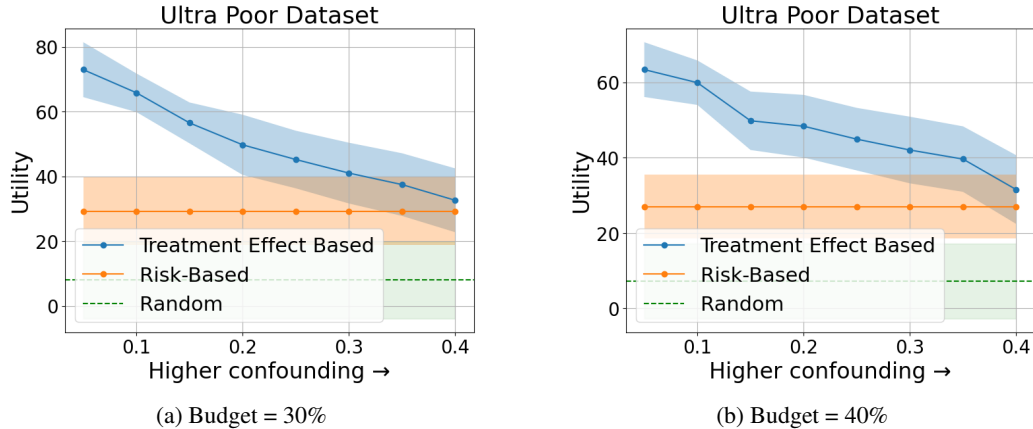 Ultra Poor Dataset
80
60
40
20
0
Utility
Treatment Effect Based
Risk-Based
Random
0.1
0.2
0.3
0.4
Higher confounding →
(a) Budget = 30%
Ultra Poor Dataset
60
40
20
0
Utility
Treatment Effect Based
Risk-Based
Random
0.1
0.2
0.3
0.4
Higher confounding →
(b) Budget = 40%